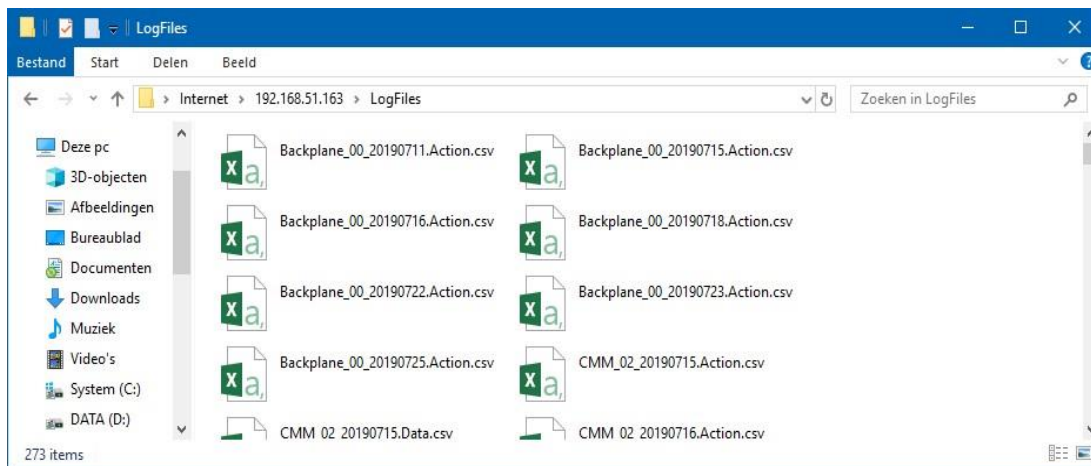 LogFiles
Bestand Start Delen Beeld
Internet > 192.168.51.163 > LogFiles
Zoeken in LogFiles
Deze pc
3D-objecten
Afbeeldingen
Bureaublad
Documenten
Downloads
Muziek
Video's
System (C:)
DATA (D:)
Backplane_00_20190711.Action.csv
Backplane_00_20190715.Action.csv
Backplane_00_20190716.Action.csv
Backplane_00_20190718.Action.csv
Backplane_00_20190722.Action.csv
Backplane_00_20190723.Action.csv
Backplane_00_20190725.Action.csv
CMM_02_20190715.Action.csv
CMM_02_20190715.Data.csv
CMM_02_20190716.Action.csv
273 items